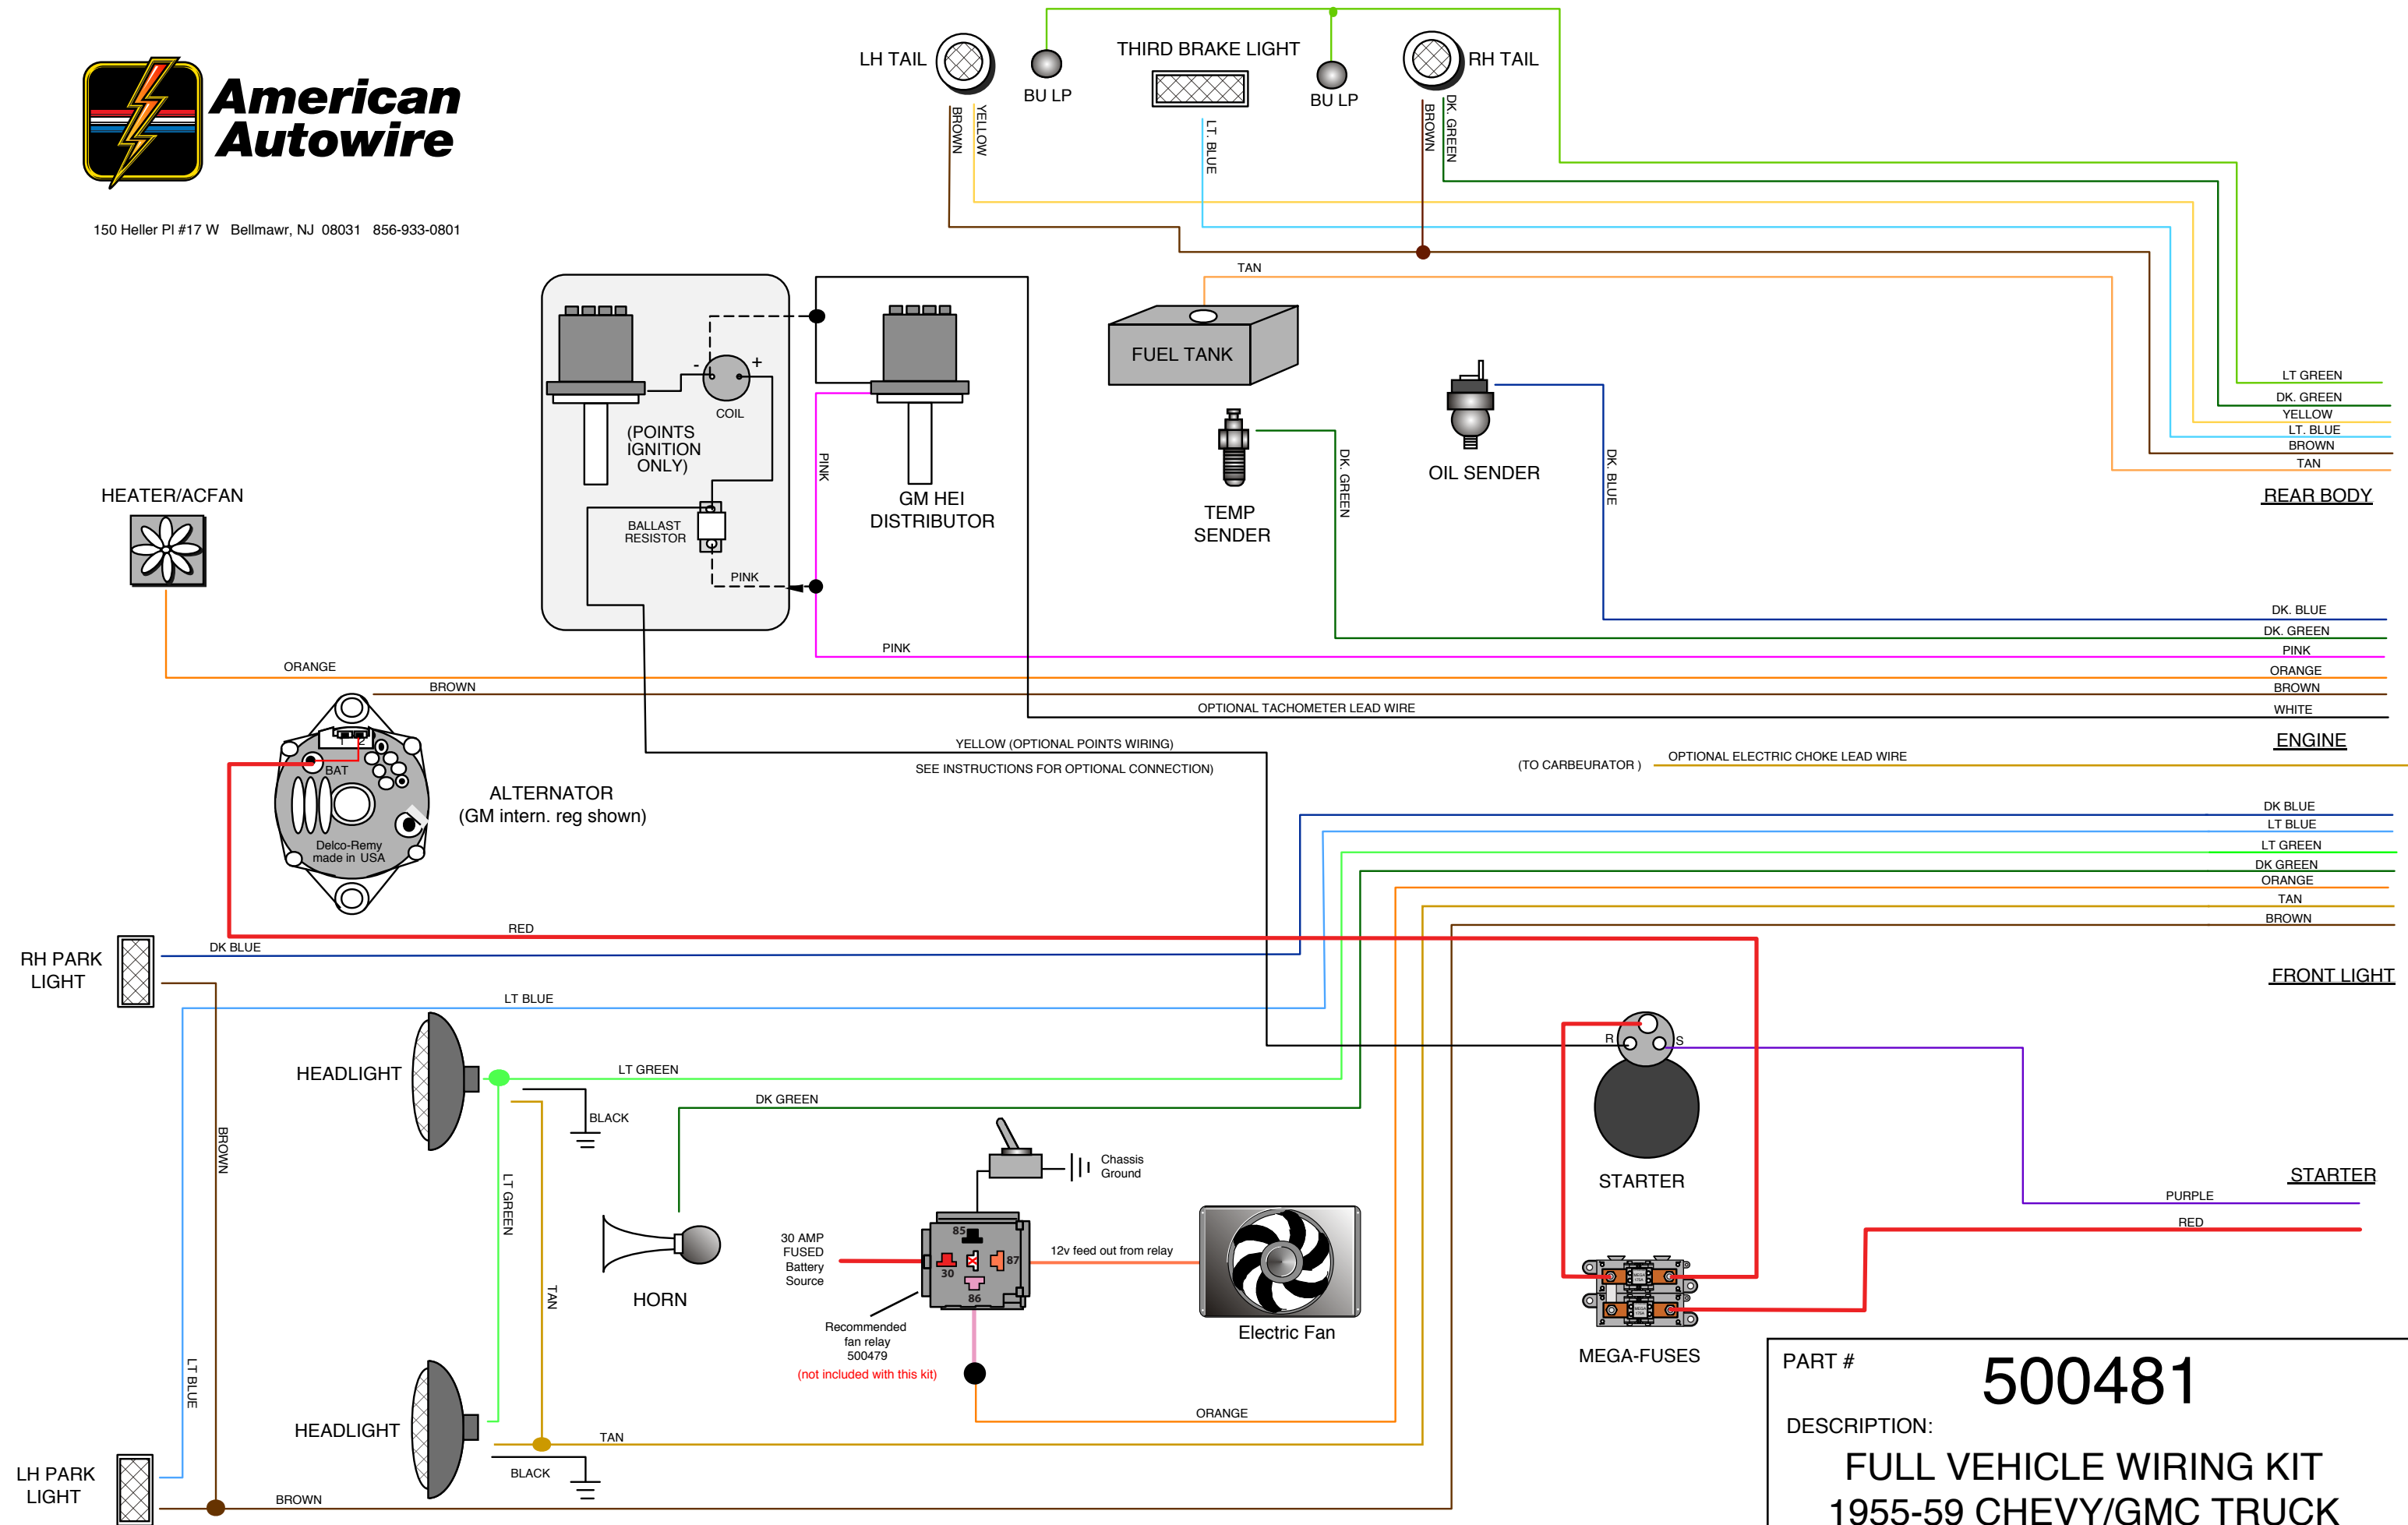 American
Autowire
150 Heller Pl #17 W Bellmawr, NJ 08031 856-933-0801
LH TAIL
BU LP
THIRD BRAKE LIGHT
BU LP
RH TAIL
BROWN
YELLOW
LT. BLUE
BROWN
DK. GREEN
TAN
FUEL TANK
-
+
COIL
(POINTS
IGNITION
ONLY)
BALLAST
RESISTOR
PINK
PINK
GM HEI
DISTRIBUTOR
TEMP
SENDER
DK. GREEN
OIL SENDER
DK. BLUE
LT GREEN
DK. GREEN
YELLOW
LT. BLUE
BROWN
TAN
REAR BODY
HEATER/ACFAN
ORANGE
BROWN
PINK
DK. BLUE
DK. GREEN
PINK
ORANGE
BROWN
OPTIONAL TACHOMETER LEAD WIRE
WHITE
ENGINE
YELLOW (OPTIONAL POINTS WIRING)
SEE INSTRUCTIONS FOR OPTIONAL CONNECTION)
(TO CARBEURATOR )
OPTIONAL ELECTRIC CHOKE LEAD WIRE
1 2
BAT
Delco-Remy
made in USA
ALTERNATOR
(GM intern. reg shown)
DK BLUE
LT BLUE
LT GREEN
DK GREEN
ORANGE
TAN
BROWN
FRONT LIGHT
RED
RH PARK
LIGHT
DK BLUE
LT BLUE
BROWN
HEADLIGHT
LT GREEN
BLACK
DK GREEN
LT GREEN
TAN
HORN
Chassis
Ground
30 AMP
FUSED
Battery
Source
85
30
87
86
12v feed out from relay
Electric Fan
Recommended
fan relay
500479
(not included with this kit)
ORANGE
R
S
STARTER
STARTER
PURPLE
RED
MEGA-FUSES
LT BLUE
HEADLIGHT
TAN
BLACK
LH PARK
LIGHT
BROWN
PART #
500481
DESCRIPTION:
FULL VEHICLE WIRING KIT
1955-59 CHEVY/GMC TRUCK